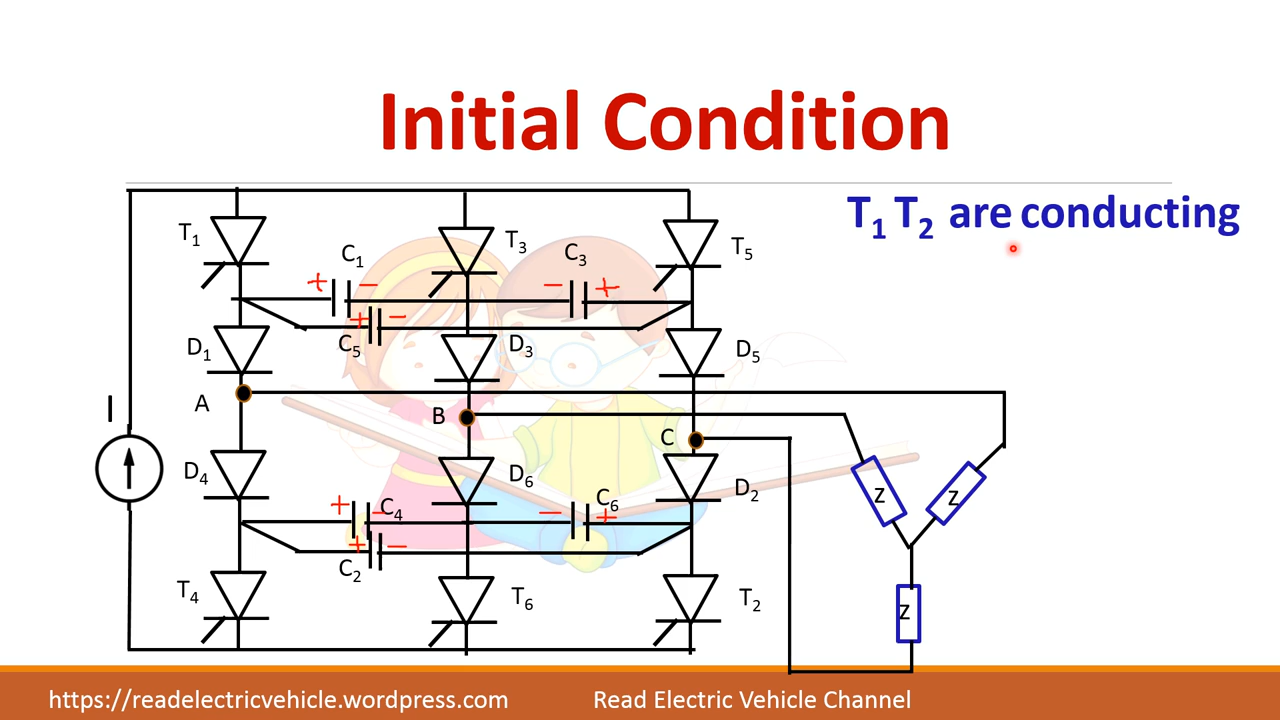 Initial Condition
T₁ T₂ are conducting
T₁
T₃
T₅
C₁
C₃
+ − − +
+ −
C₅
D₁
D₃
D₅
A
B
C
I
D₄
D₆
D₂
Z
Z
C₄
C₆
+ − − +
+ −
C₂
T₄
T₆
T₂
Z
https://readelectricvehicle.wordpress.com
Read Electric Vehicle Channel